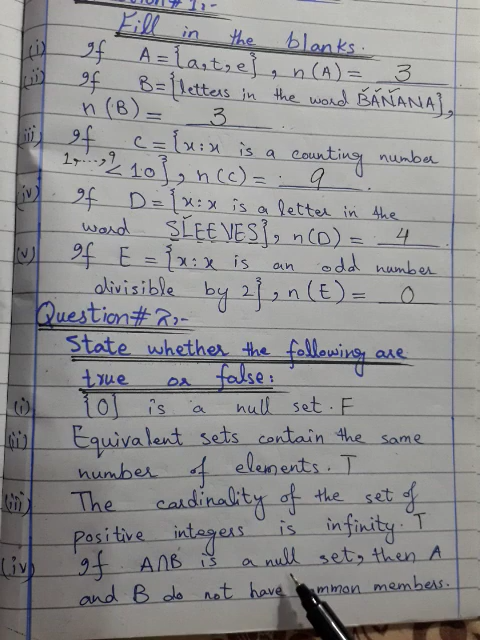 Question # 1:-
Fill in the blanks.
(i) If A = {a, t, e}, n(A) = 3
(ii) If B = {letters in the word BANANA},
n(B) = 3.
(iii) If C = {x:x is a counting number
1,...,9
< 10}, n(C) = 9.
(iv) If D = {x:x is a letter in the
word SLEEVES}, n(D) = 4
(v) If E = {x:x is an odd number
divisible by 2}, n(E) = 0
Question # 2:-
State whether the following are
true or false:
(i) {0} is a null set. F
(ii) Equivalent sets contain the same
number of elements. T
(iii) The cardinality of the set of
positive integers is infinity. T
(iv) If A∩B is a null set, then A
and B do not have common members.